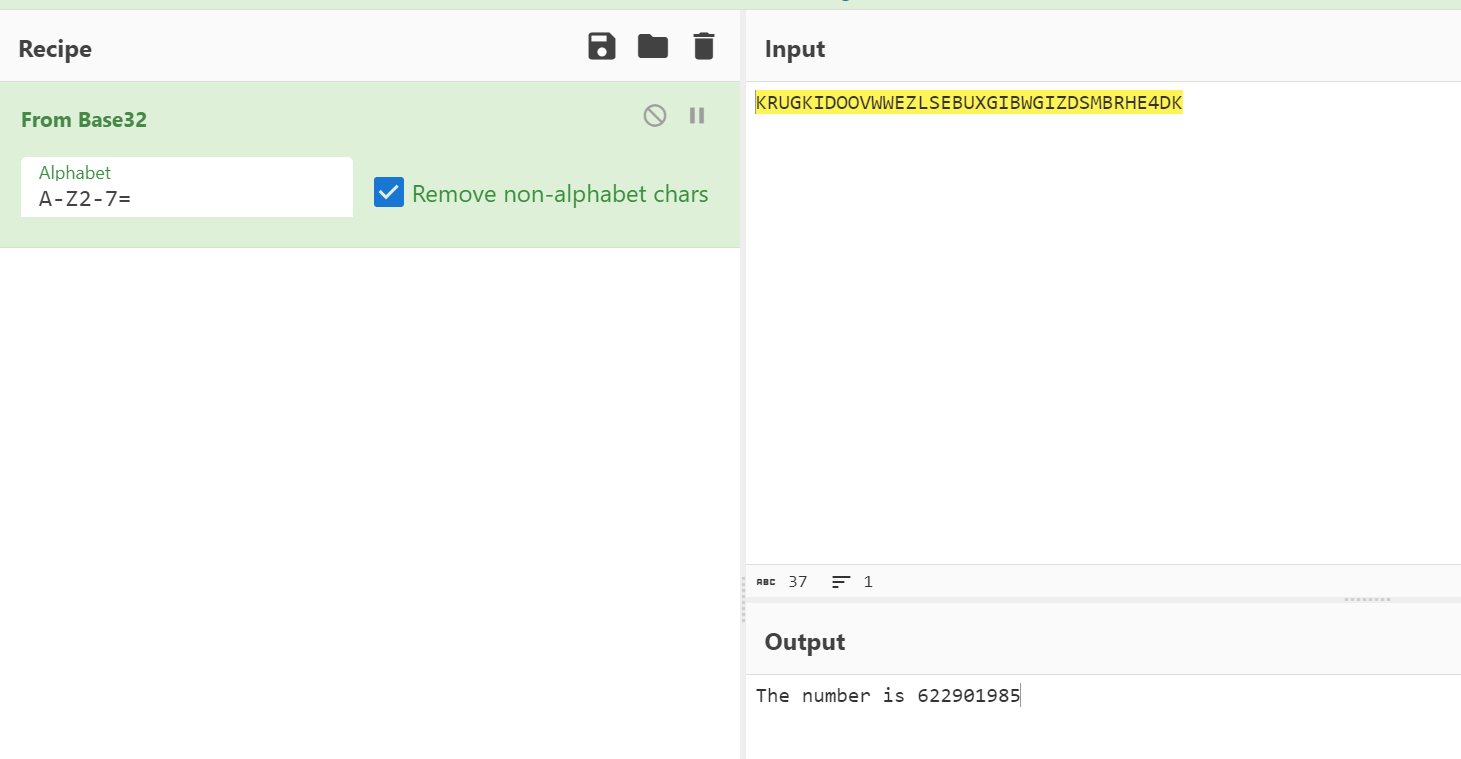 Recipe
From Base32
Alphabet
A-Z2-7=
Remove non-alphabet chars
Input
KRUGKIDOOVWWEZLSEBUXGIBWGIZDSMBRHE4DK
ABC 37 1
Output
The number is 622901985